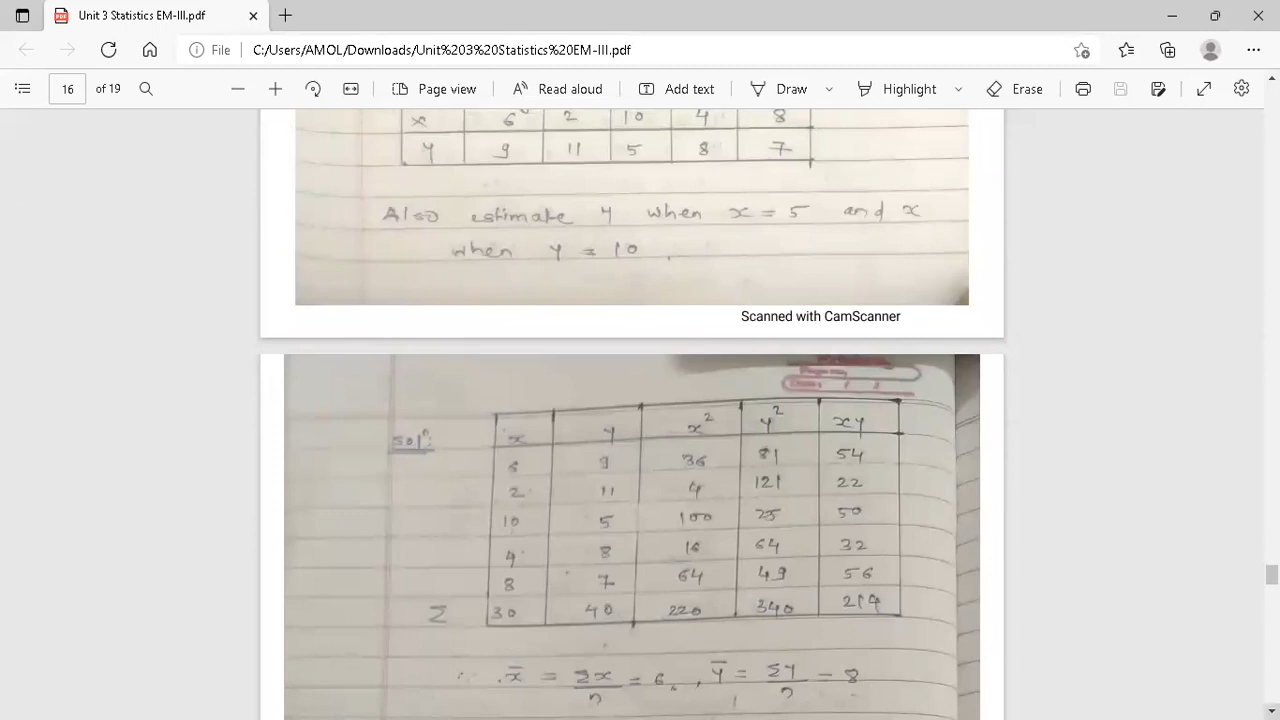 Unit 3 Statistics EM-III.pdf
File C:/Users/AMOL/Downloads/Unit%203%20Statistics%20EM-III.pdf
16 of 19 Page view Read aloud Add text Draw Highlight Erase
x 6 2 10 4 8
y 9 11 5 8 7
Also estimate y when x = 5 and x
when y = 10.
Scanned with CamScanner
Solⁿ: x y x² y² xy
6 9 36 81 54
2 11 4 121 22
10 5 100 25 50
4 8 16 64 32
8 7 64 49 56
Σ 30 40 220 340 214
∴ x̄ = Σx/n = 6, ȳ = Σy/n = 8